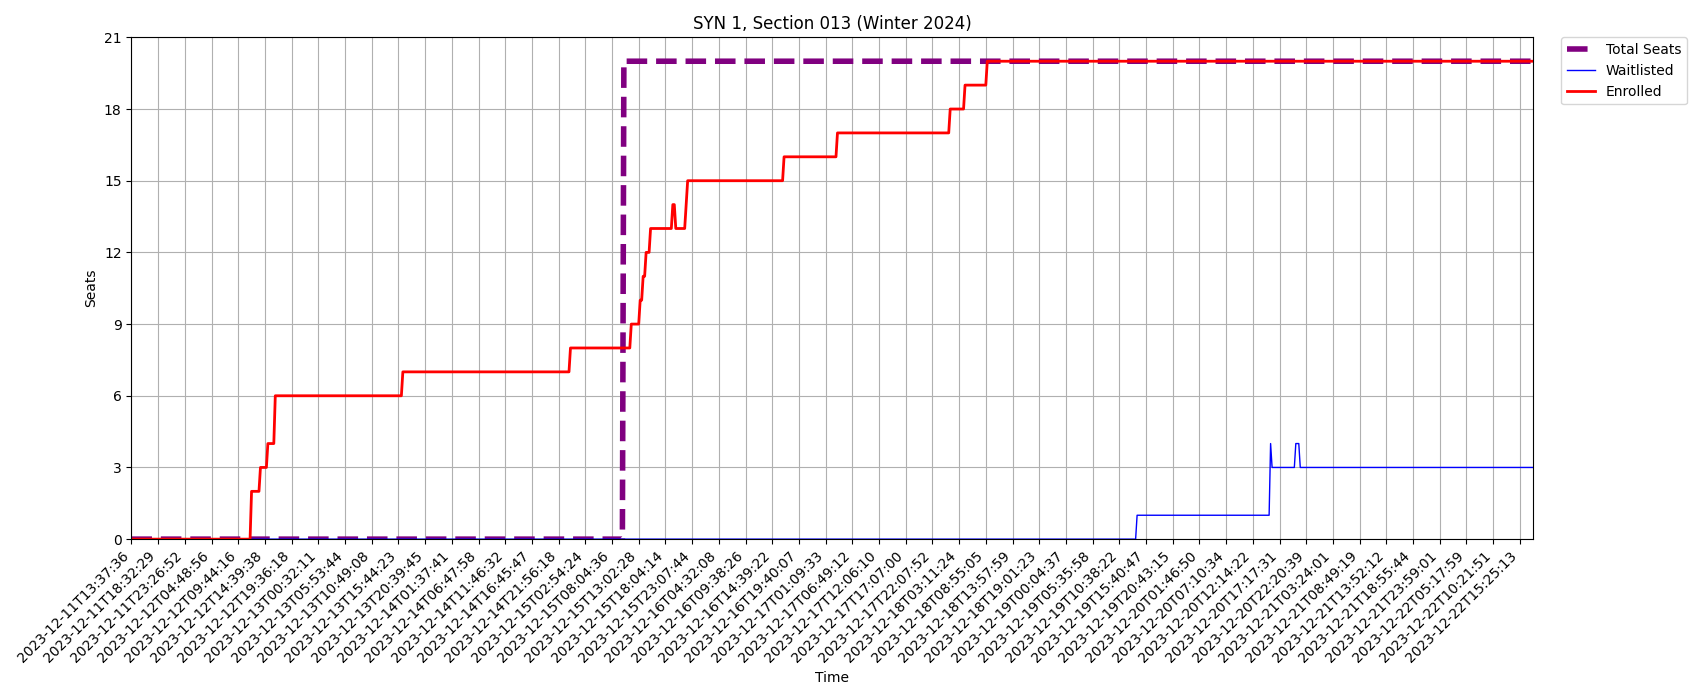 SYN 1, Section 013 (Winter 2024)
21
18
15
12
9
6
3
0
Seats
Total Seats
Waitlisted
Enrolled
2023-12-11T13:37:36
2023-12-11T18:32:29
2023-12-11T23:26:52
2023-12-12T04:48:56
2023-12-12T09:44:16
2023-12-12T14:39:38
2023-12-12T19:36:18
2023-12-13T00:32:11
2023-12-13T05:53:44
2023-12-13T10:49:08
2023-12-13T15:44:23
2023-12-13T20:39:45
2023-12-14T01:37:41
2023-12-14T06:47:58
2023-12-14T11:46:32
2023-12-14T16:45:47
2023-12-14T21:56:18
2023-12-15T02:54:24
2023-12-15T08:04:36
2023-12-15T13:02:28
2023-12-15T18:04:14
2023-12-15T23:07:44
2023-12-16T04:32:08
2023-12-16T09:38:26
2023-12-16T14:39:22
2023-12-16T19:40:07
2023-12-17T01:09:33
2023-12-17T06:49:12
2023-12-17T12:06:10
2023-12-17T17:07:00
2023-12-17T22:07:52
2023-12-18T03:11:24
2023-12-18T08:55:05
2023-12-18T13:57:59
2023-12-18T19:01:23
2023-12-19T00:04:37
2023-12-19T05:35:58
2023-12-19T10:38:22
2023-12-19T15:40:47
2023-12-19T20:43:15
2023-12-20T01:46:50
2023-12-20T07:10:34
2023-12-20T12:14:22
2023-12-20T17:17:31
2023-12-20T22:20:39
2023-12-21T03:24:01
2023-12-21T08:49:19
2023-12-21T13:52:12
2023-12-21T18:55:44
2023-12-21T23:59:01
2023-12-22T05:17:59
2023-12-22T10:21:51
2023-12-22T15:25:13
Time